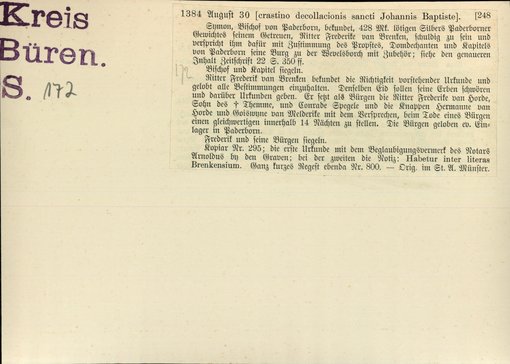 Kreis
Büren.
S. 172
1384 August 30 [crastino decollacionis sancti Johannis Baptiste]. [248
Symon, Bischof von Paderborn, bekundet, 428 Mk. lötigen Silbers Paderborner
Gewichtes seinem Getreuen, Ritter Frederik van Brenken, schuldig zu sein und
verspricht ihm dafür mit Zustimmung des Propstes, Domdechanten und Kapitels
von Paderborn seine Burg zu der Wevelsborch mit Zubehör; siehe den genaueren
Inhalt Zeitschrift 22 S. 350 ff.
172
Bischof und Kapitel siegeln.
Ritter Frederik van Brenken bekundet die Richtigkeit vorstehender Urkunde und
gelobt alle Bestimmungen einzuhalten. Denselben Eid sollen seine Erben schwören
und darüber Urkunden geben. Er setzt als Bürgen die Ritter Frederike van Horde,
Sohn des † Themme, und Conrade Spegele und die Knappen Hermanne van
Horde und Goiswyne van Melderike mit dem Versprechen, beim Tode eines Bürgen
einen gleichwertigen innerhalb 14 Nächten zu stellen. Die Bürgen geloben ev. Ein-
lager in Paderborn.
Frederik und seine Bürgen siegeln.
Kopiar Nr. 295; die erste Urkunde mit dem Beglaubigungsvermerk des Notars
Arnoldus by den Graven; bei der zweiten die Notiz: Habetur inter literas
Brenkensium. Ganz kurzes Regest ebenda Nr. 800. — Orig. im St. A. Münster.